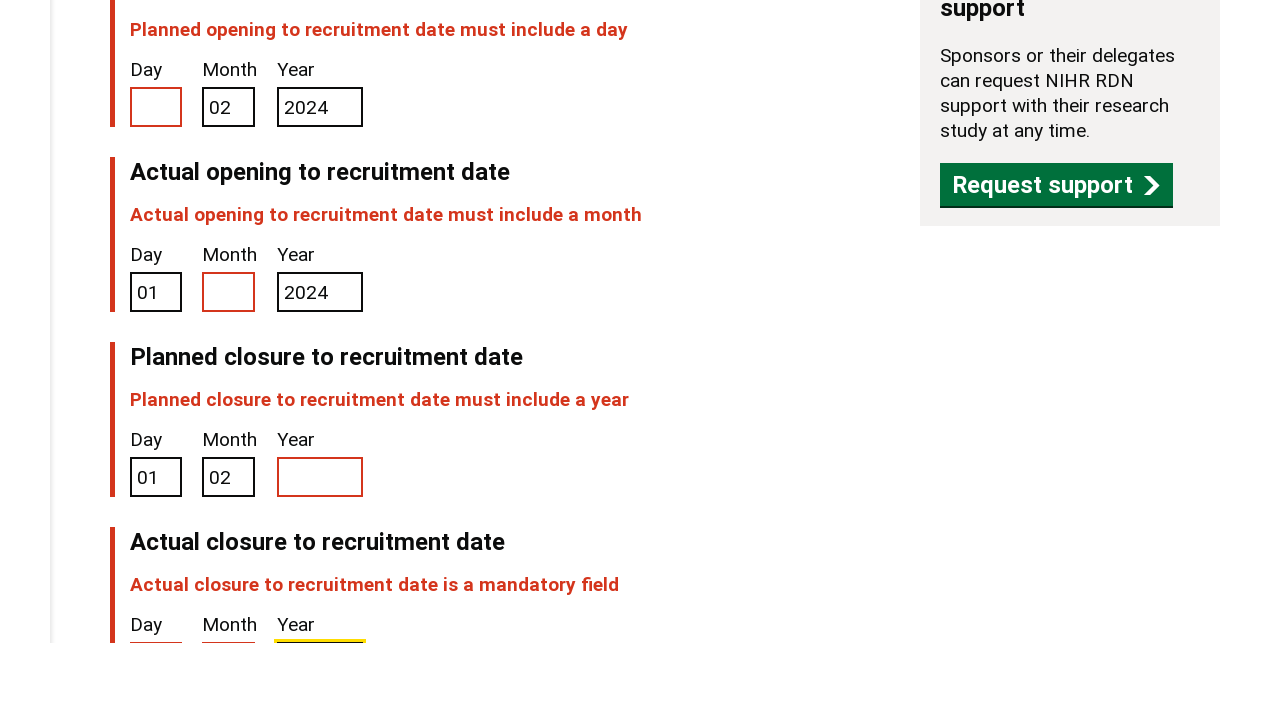 Planned opening to recruitment date must include a day
Day Month Year
02 2024
Actual opening to recruitment date
Actual opening to recruitment date must include a month
Day Month Year
01 2024
Planned closure to recruitment date
Planned closure to recruitment date must include a year
Day Month Year
01 02
Actual closure to recruitment date
Actual closure to recruitment date is a mandatory field
Day Month Year
support
Sponsors or their delegates
can request NIHR RDN
support with their research
study at any time.
Request support